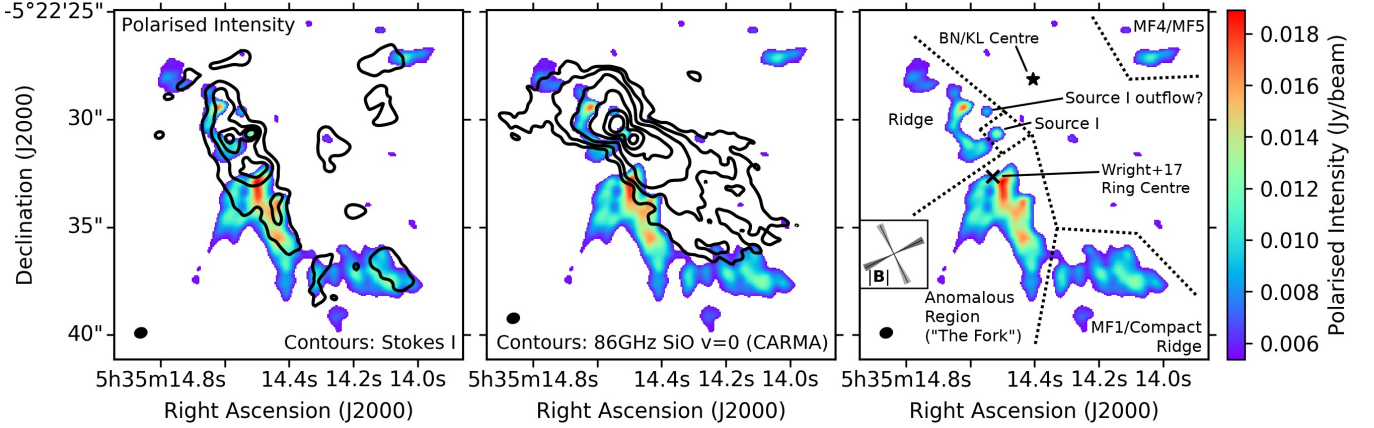 -5°22'25"
30"
35"
40"
Declination (J2000)
Polarised Intensity
Contours: Stokes I
5h35m14.8s 14.4s 14.2s 14.0s
Right Ascension (J2000)
Contours: 86GHz SiO v=0 (CARMA)
5h35m14.8s 14.4s 14.2s 14.0s
Right Ascension (J2000)
MF4/MF5
BN/KL Centre
Source I outflow?
Ridge
Source I
Wright+17
Ring Centre
|B|
Anomalous
Region
("The Fork")
MF1/Compact
Ridge
5h35m14.8s 14.4s 14.2s 14.0s
Right Ascension (J2000)
0.018
0.016
0.014
0.012
0.010
0.008
0.006
Polarised Intensity (Jy/beam)